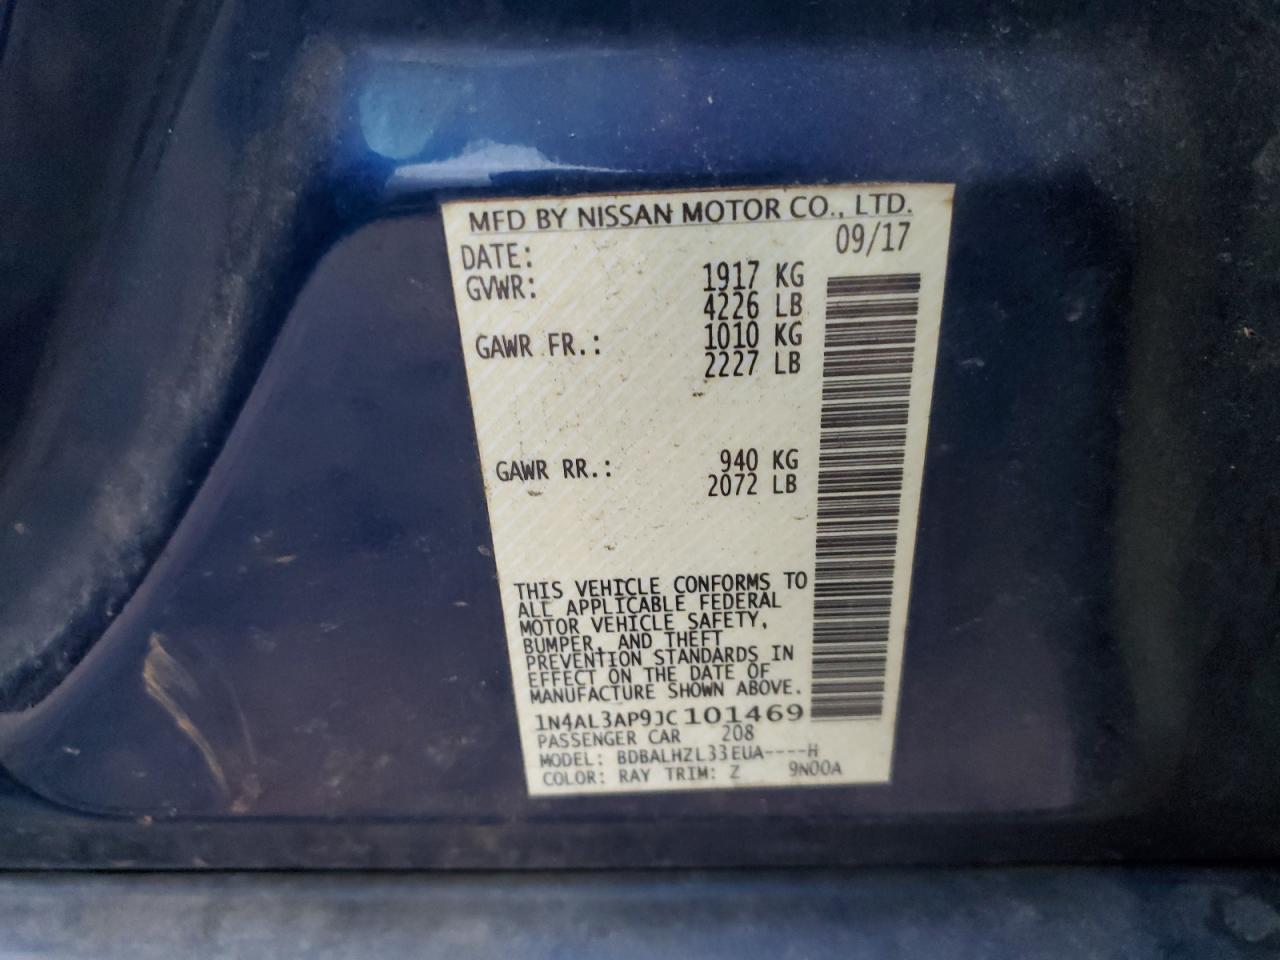 MFD BY NISSAN MOTOR CO., LTD.
DATE: 09/17
GVWR: 1917 KG
4226 LB
GAWR FR.: 1010 KG
2227 LB
GAWR RR.: 940 KG
2072 LB
THIS VEHICLE CONFORMS TO
ALL APPLICABLE FEDERAL
MOTOR VEHICLE SAFETY,
BUMPER, AND THEFT
PREVENTION STANDARDS IN
EFFECT ON THE DATE OF
MANUFACTURE SHOWN ABOVE.
1N4AL3AP9JC101469
PASSENGER CAR 208
MODEL: BDBALHZL33EUA----H
COLOR: RAY TRIM: Z 9N00A